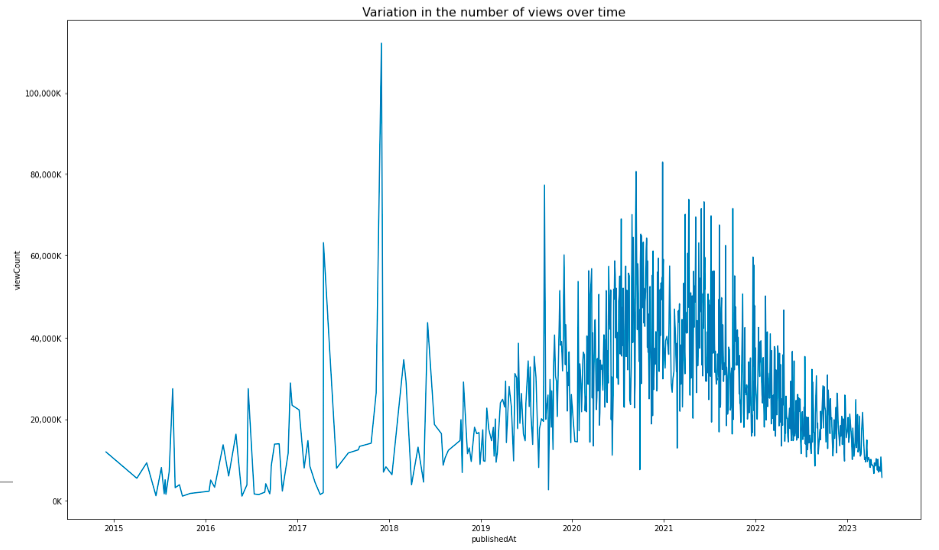 Variation in the number of views over time
100,000K
80,000K
60,000K
40,000K
20,000K
0K
viewCount
2015 2016 2017 2018 2019 2020 2021 2022 2023
publishedAt